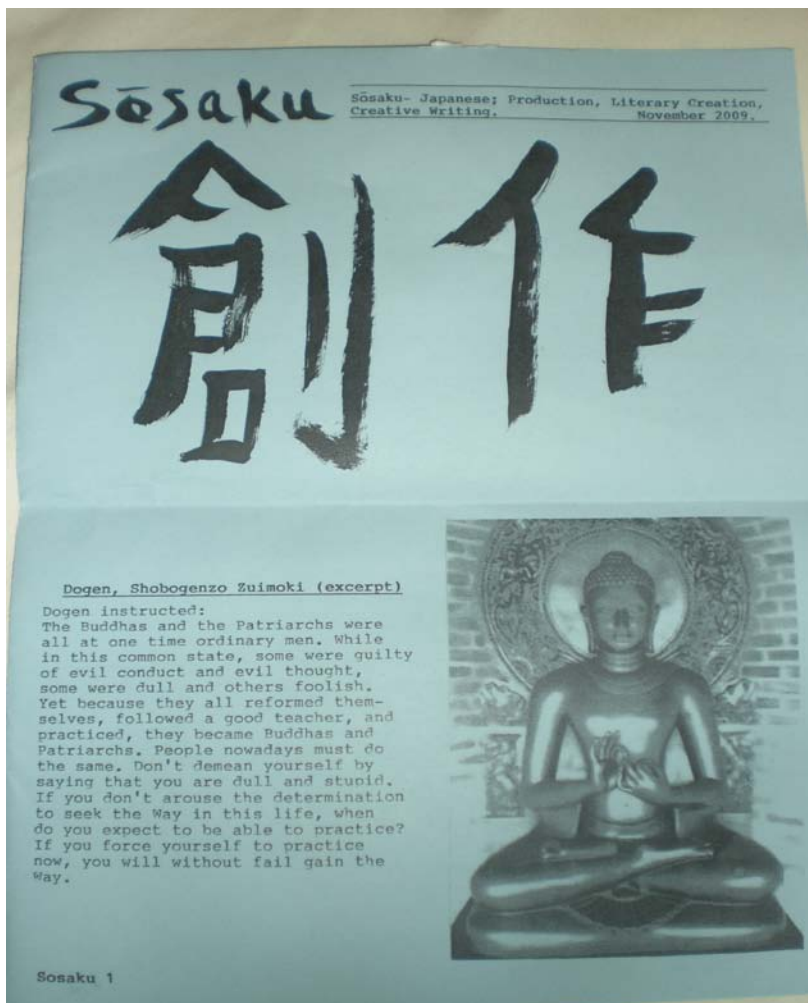 Sōsaku
Sōsaku- Japanese; Production, Literary Creation,
Creative Writing. November 2009.
創作
Dogen, Shobogenzo Zuimoki (excerpt)
Dogen instructed:
The Buddhas and the Patriarchs were
all at one time ordinary men. While
in this common state, some were guilty
of evil conduct and evil thought,
some were dull and others foolish.
Yet because they all reformed them-
selves, followed a good teacher, and
practiced, they became Buddhas and
Patriarchs. People nowadays must do
the same. Don't demean yourself by
saying that you are dull and stupid.
If you don't arouse the determination
to seek the Way in this life, when
do you expect to be able to practice?
If you force yourself to practice
now, you will without fail gain the
Way.
Sosaku 1